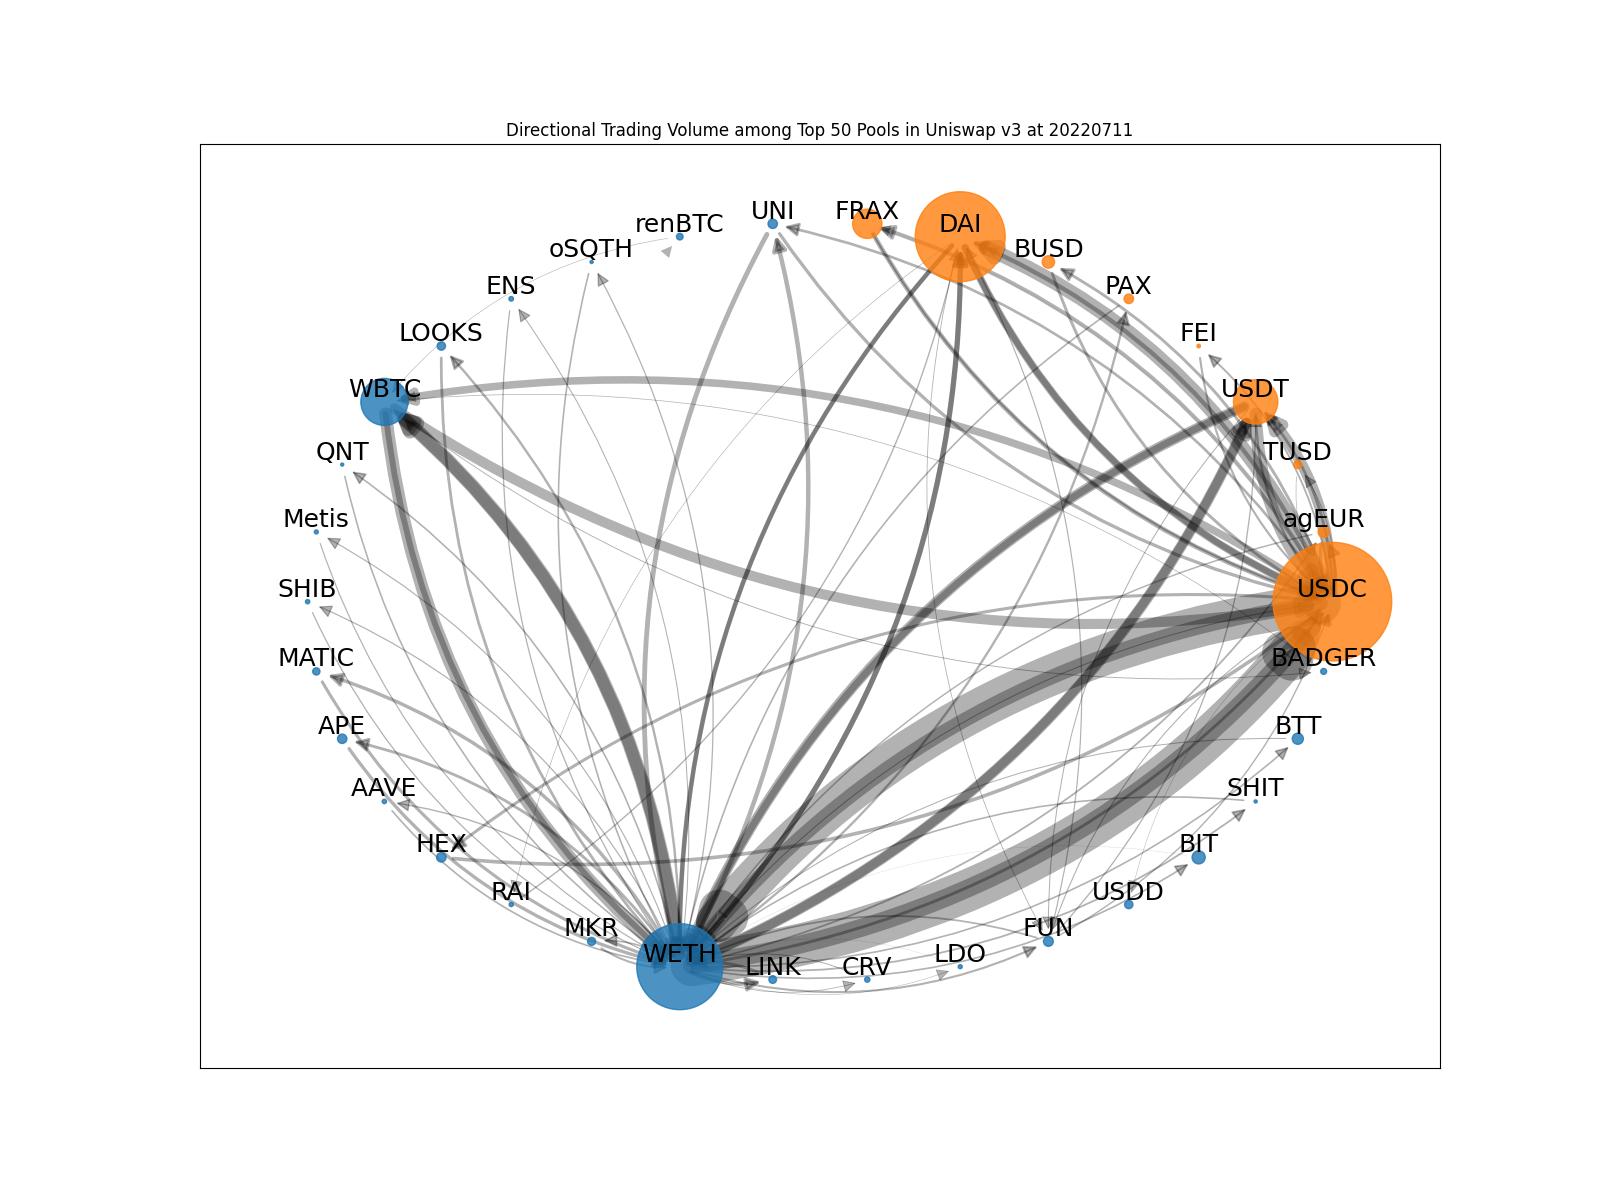 Directional Trading Volume among Top 50 Pools in Uniswap v3 at 20220711
UNI
FRAX
DAI
renBTC
oSQTH
BUSD
ENS
PAX
LOOKS
FEI
WBTC
USDT
QNT
TUSD
Metis
agEUR
SHIB
USDC
MATIC
BADGER
APE
BTT
AAVE
SHIT
HEX
BIT
RAI
USDD
MKR
FUN
WETH
LDO
LINK
CRV